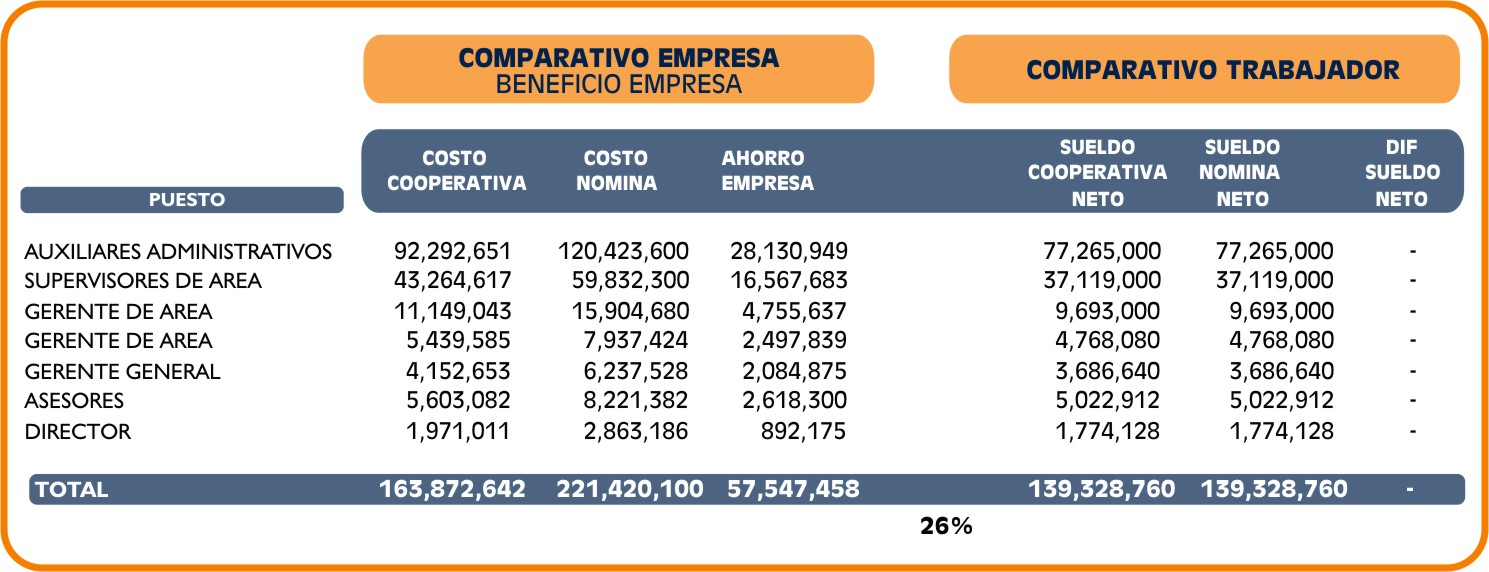 COMPARATIVO EMPRESA
BENEFICIO EMPRESA
COMPARATIVO TRABAJADOR
PUESTO
COSTO COOPERATIVA
COSTO NOMINA
AHORRO EMPRESA
SUELDO COOPERATIVA NETO
SUELDO NOMINA NETO
DIF SUELDO NETO
AUXILIARES ADMINISTRATIVOS 92,292,651 120,423,600 28,130,949 77,265,000 77,265,000 -
SUPERVISORES DE AREA 43,264,617 59,832,300 16,567,683 37,119,000 37,119,000 -
GERENTE DE AREA 11,149,043 15,904,680 4,755,637 9,693,000 9,693,000 -
GERENTE DE AREA 5,439,585 7,937,424 2,497,839 4,768,080 4,768,080 -
GERENTE GENERAL 4,152,653 6,237,528 2,084,875 3,686,640 3,686,640 -
ASESORES 5,603,082 8,221,382 2,618,300 5,022,912 5,022,912 -
DIRECTOR 1,971,011 2,863,186 892,175 1,774,128 1,774,128 -
TOTAL 163,872,642 221,420,100 57,547,458 139,328,760 139,328,760 -
26%